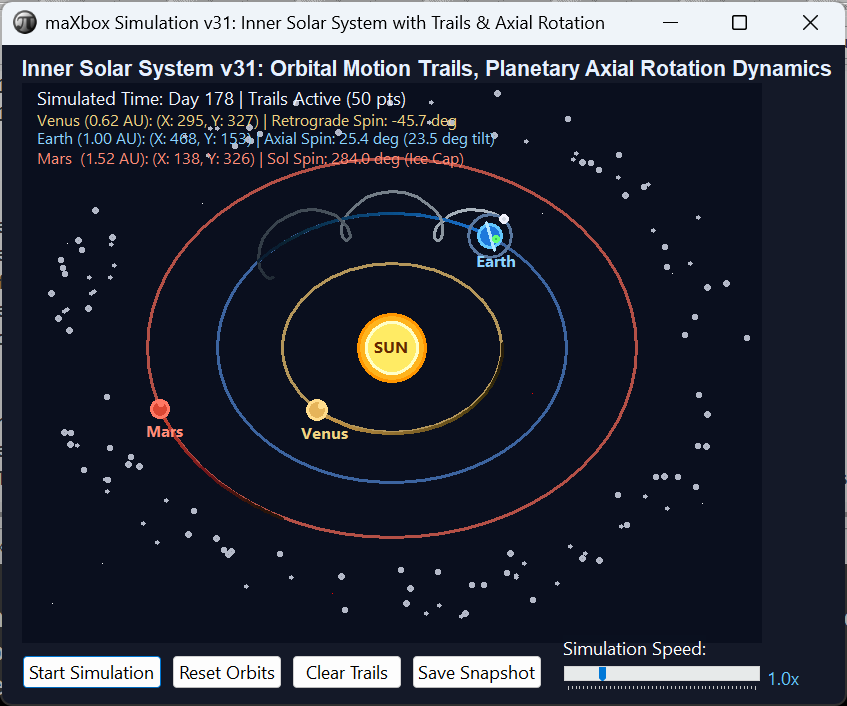 maXbox Simulation v31: Inner Solar System with Trails & Axial Rotation
Inner Solar System v31: Orbital Motion Trails, Planetary Axial Rotation Dynamics
Simulated Time: Day 178 | Trails Active (50 pts)
Venus (0.62 AU): (X: 295, Y: 327) | Retrograde Spin: -45.7 deg
Earth (1.00 AU): (X: 468, Y: 153) | Axial Spin: 25.4 deg (23.5 deg tilt)
Mars (1.52 AU): (X: 138, Y: 326) | Sol Spin: 284.0 deg (Ice Cap)
Earth
SUN
Mars
Venus
Simulation Speed:
Start Simulation
Reset Orbits
Clear Trails
Save Snapshot
1.0x